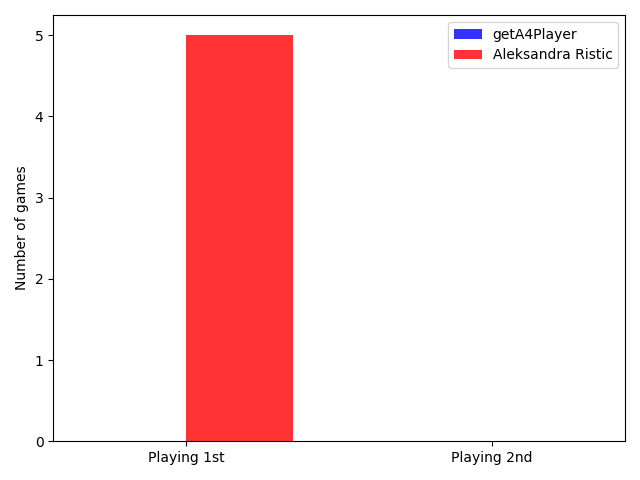 getA4Player
Aleksandra Ristic
Number of games
5
4
3
2
1
0
Playing 1st
Playing 2nd